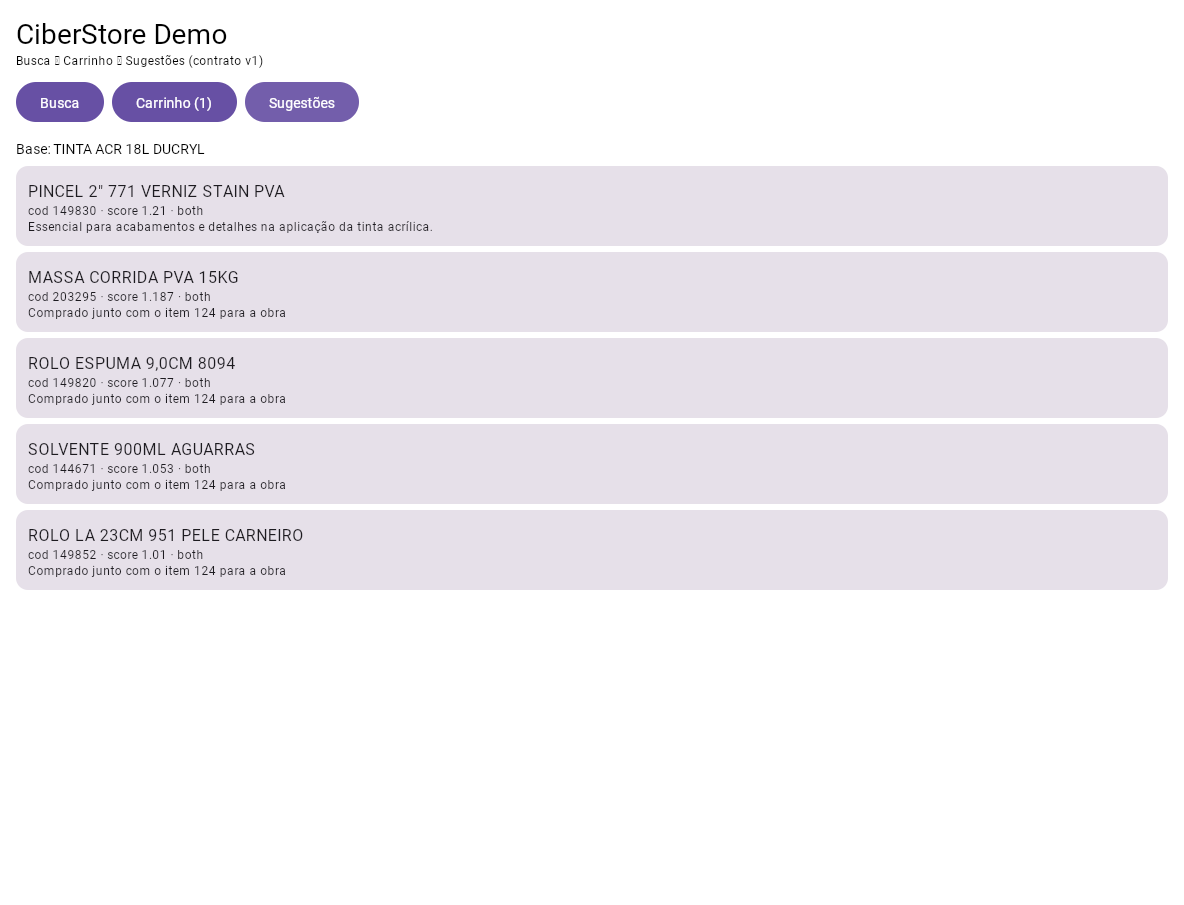 CiberStore Demo
Busca ▯ Carrinho ▯ Sugestões (contrato v1)
Busca
Carrinho (1)
Sugestões
Base: TINTA ACR 18L DUCRYL
PINCEL 2" 771 VERNIZ STAIN PVA
cod 149830 · score 1.21 · both
Essencial para acabamentos e detalhes na aplicação da tinta acrílica.
MASSA CORRIDA PVA 15KG
cod 203295 · score 1.187 · both
Comprado junto com o item 124 para a obra
ROLO ESPUMA 9,0CM 8094
cod 149820 · score 1.077 · both
Comprado junto com o item 124 para a obra
SOLVENTE 900ML AGUARRAS
cod 144671 · score 1.053 · both
Comprado junto com o item 124 para a obra
ROLO LA 23CM 951 PELE CARNEIRO
cod 149852 · score 1.01 · both
Comprado junto com o item 124 para a obra